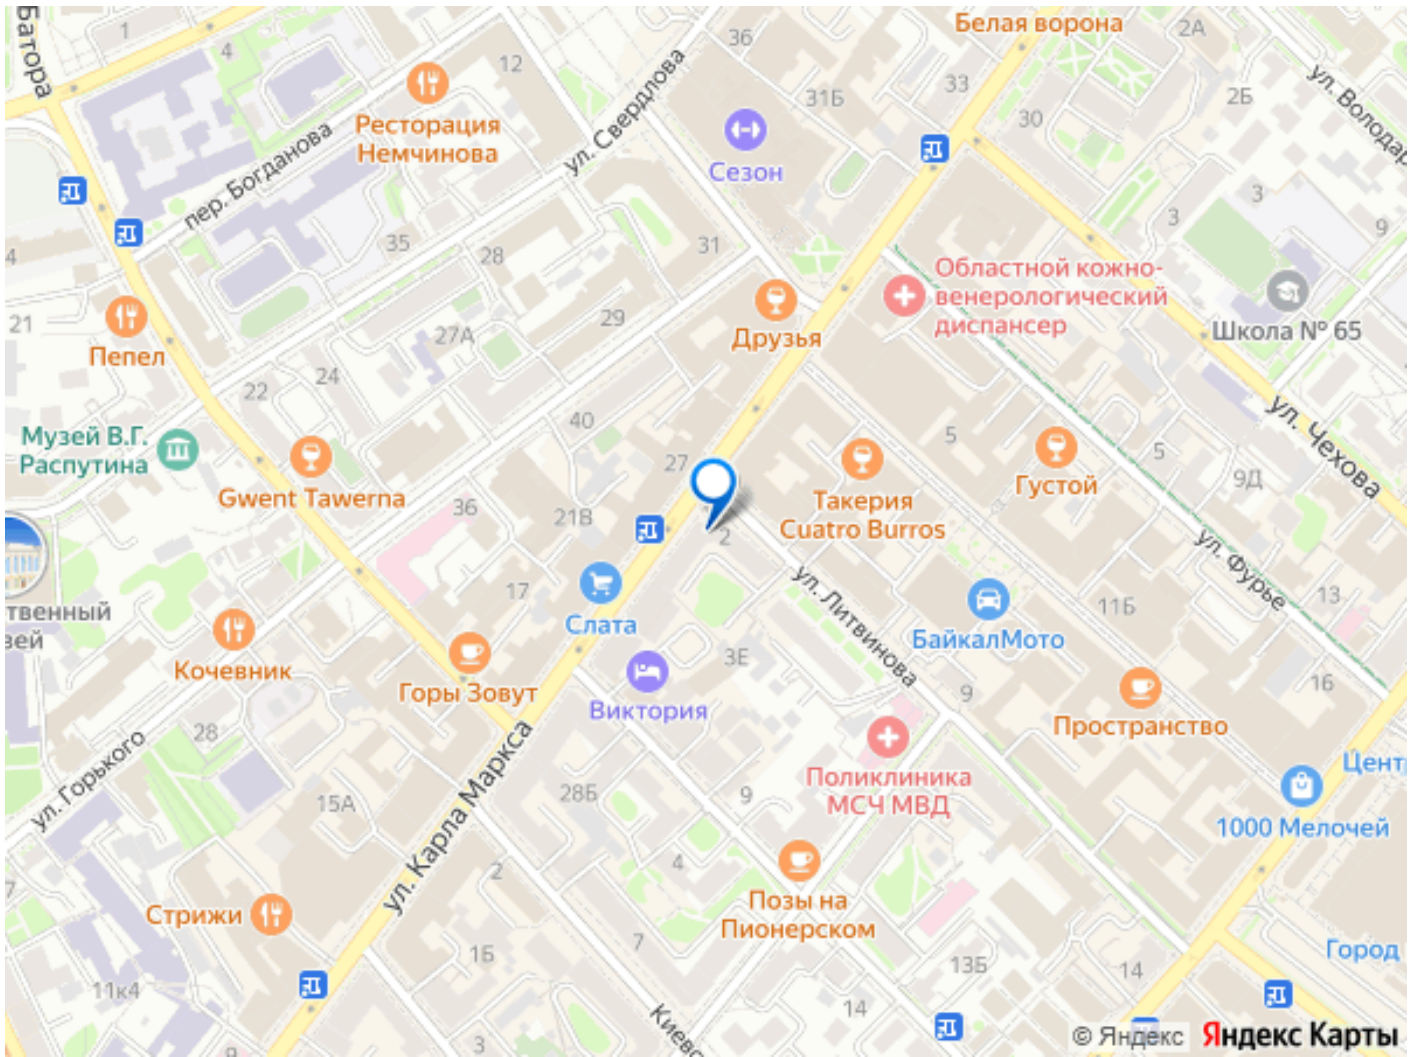 Батора
1
4
12
36
Белая ворона
2А
ул. Володар
Ресторация
Немчинова
пер. Богданова
ул. Свердлова
31Б
33
30
2Б
Сезон
3
3
9
4
35
28
31
Областной кожно-
венерологический
диспансер
21
Пепел
27А
29
Друзья
Школа № 65
22
24
40
5
5
ул. Чехова
Музей В.Г.
Распутина
Gwent Tawerna
36
27
21В
Такерия
Cuatro Burros
Густой
9Д
2
ул. Фурье
17
Слата
ул. Литвинова
БайкалМото
11Б
13
твенный
зей
Кочевник
Горы Зовут
3Е
Виктория
9
Пространство
16
28
ул. Горького
ул. Карла Маркса
15А
28Б
9
Поликлиника
МСЧ МВД
Цент
1000 Мелочей
2
4
Стрижи
Позы на
Пионерском
7
1Б
13Б
14
Город
7
11к4
14
9
3
Киевс
© Яндекс
Яндекс Карты